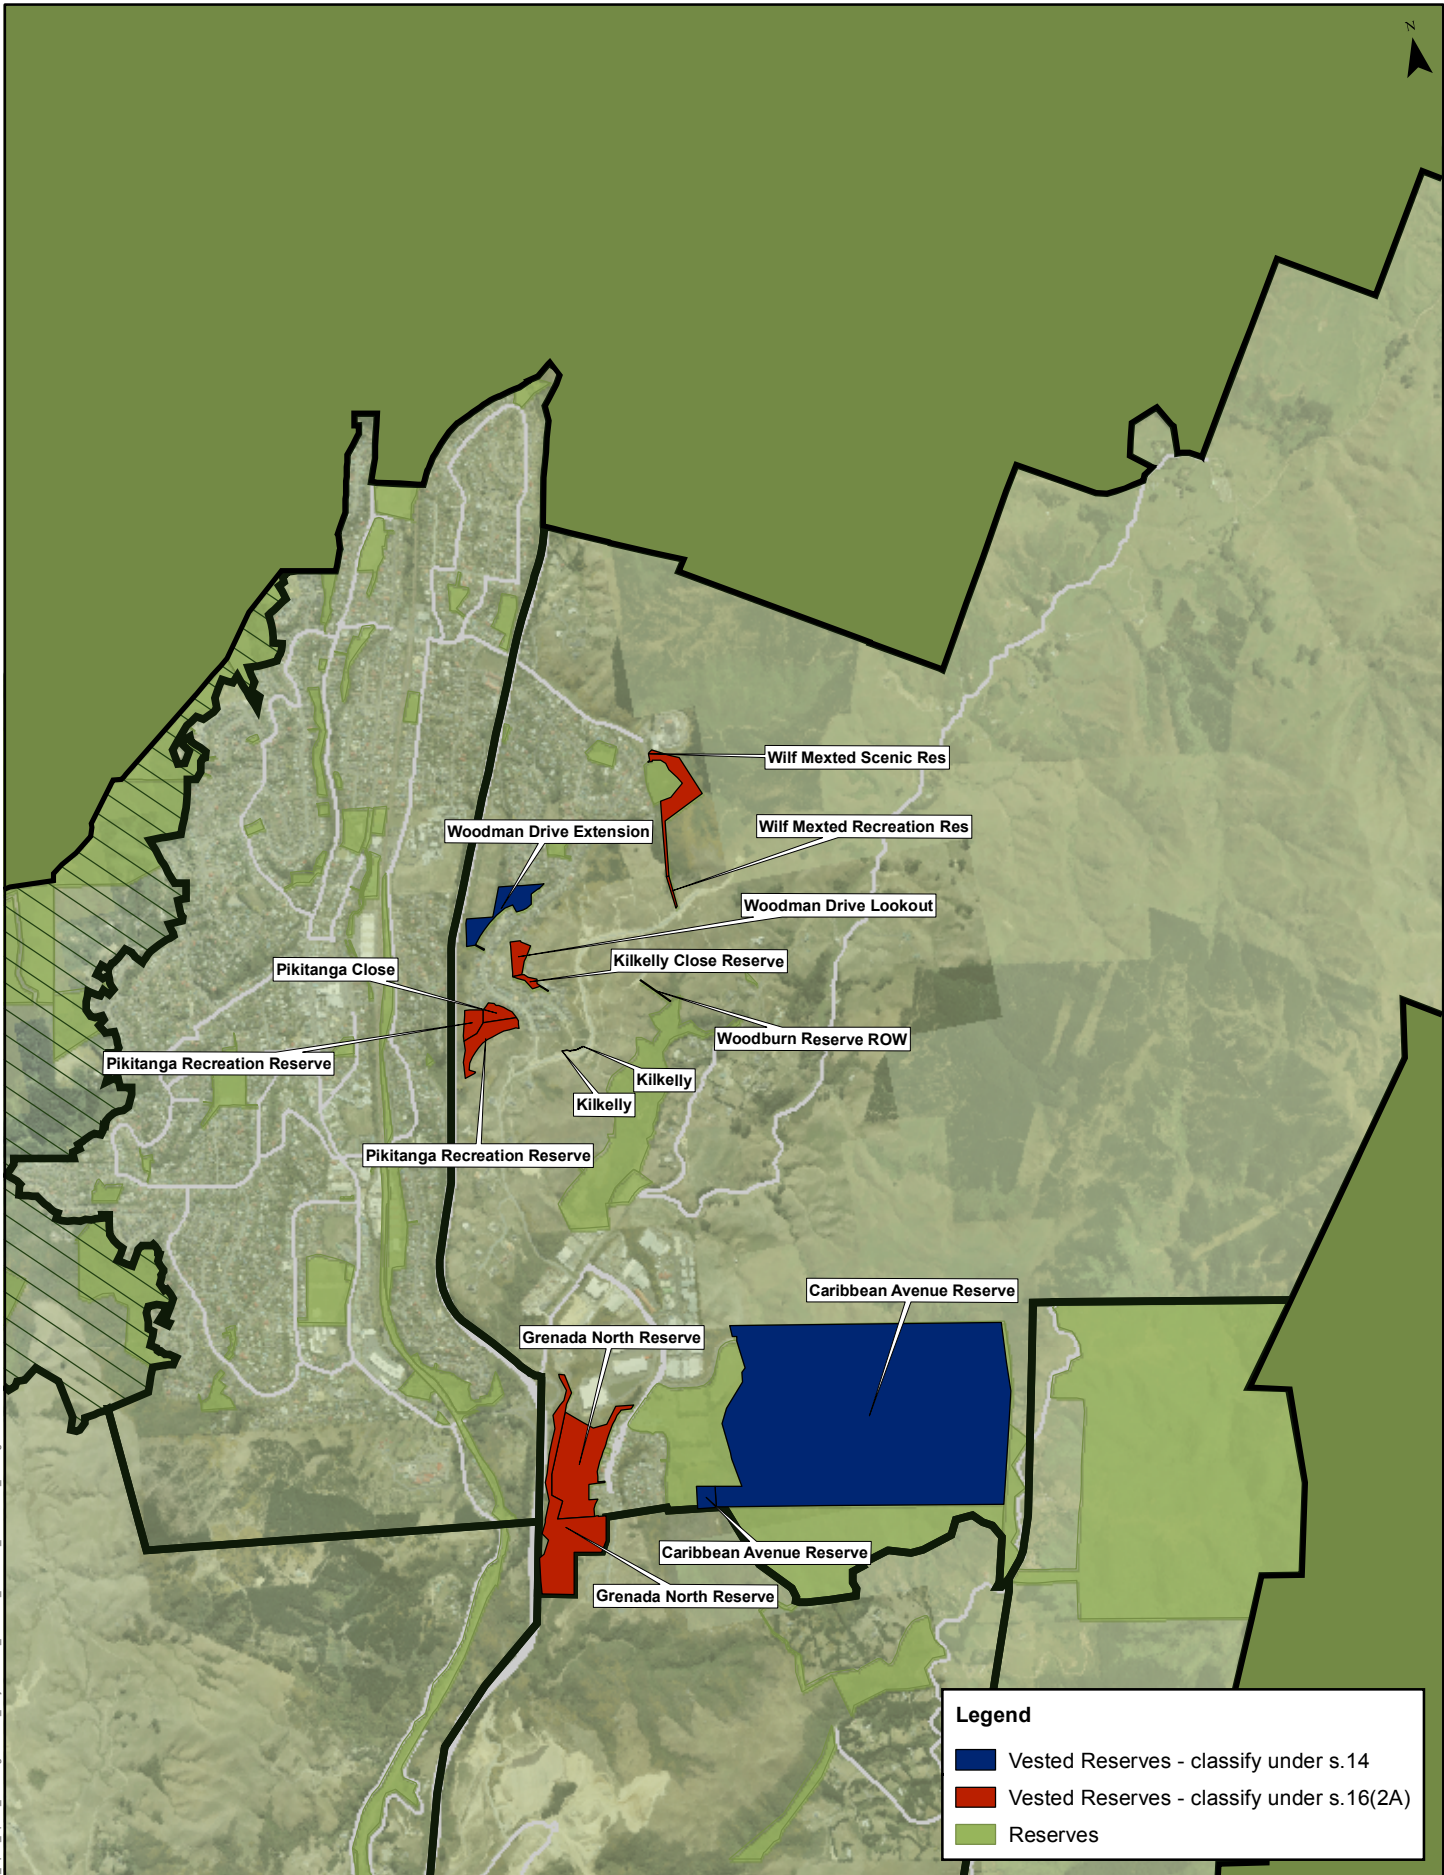 N
Wilf Mexted Scenic Res
Wilf Mexted Recreation Res
Woodman Drive Extension
Woodman Drive Lookout
Kilkelly Close Reserve
Pikitanga Close
Woodburn Reserve ROW
Pikitanga Recreation Reserve
Kilkelly
Kilkelly
Pikitanga Recreation Reserve
Caribbean Avenue Reserve
Grenada North Reserve
Caribbean Avenue Reserve
Grenada North Reserve
Legend
Vested Reserves - classify under s.14
Vested Reserves - classify under s.16(2A)
Reserves